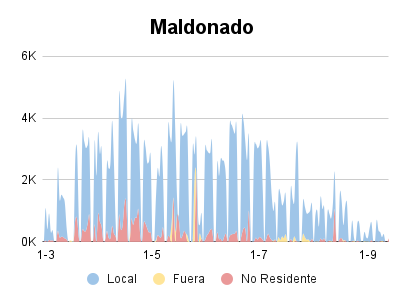 Maldonado
6K
4K
2K
0K
1-3
1-5
1-7
1-9
Local
Fuera
No Residente